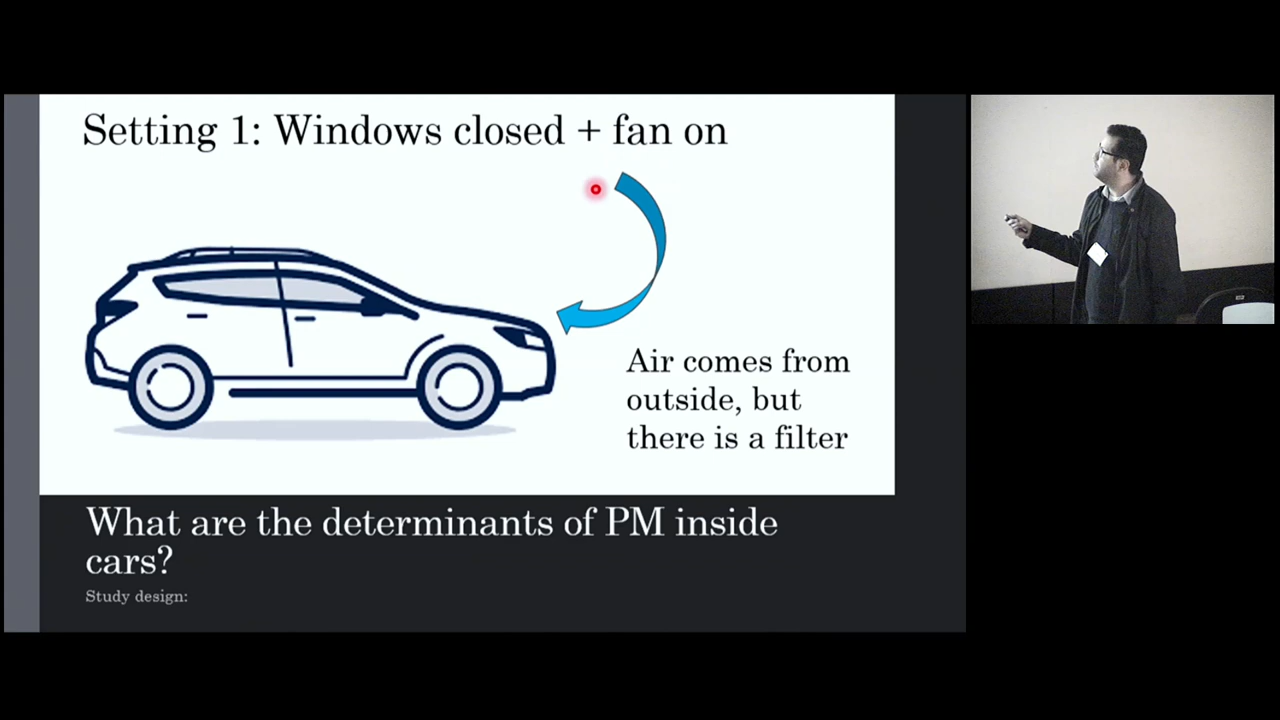 Setting 1: Windows closed + fan on
Air comes from
outside, but
there is a filter
What are the determinants of PM inside
cars?
Study design: